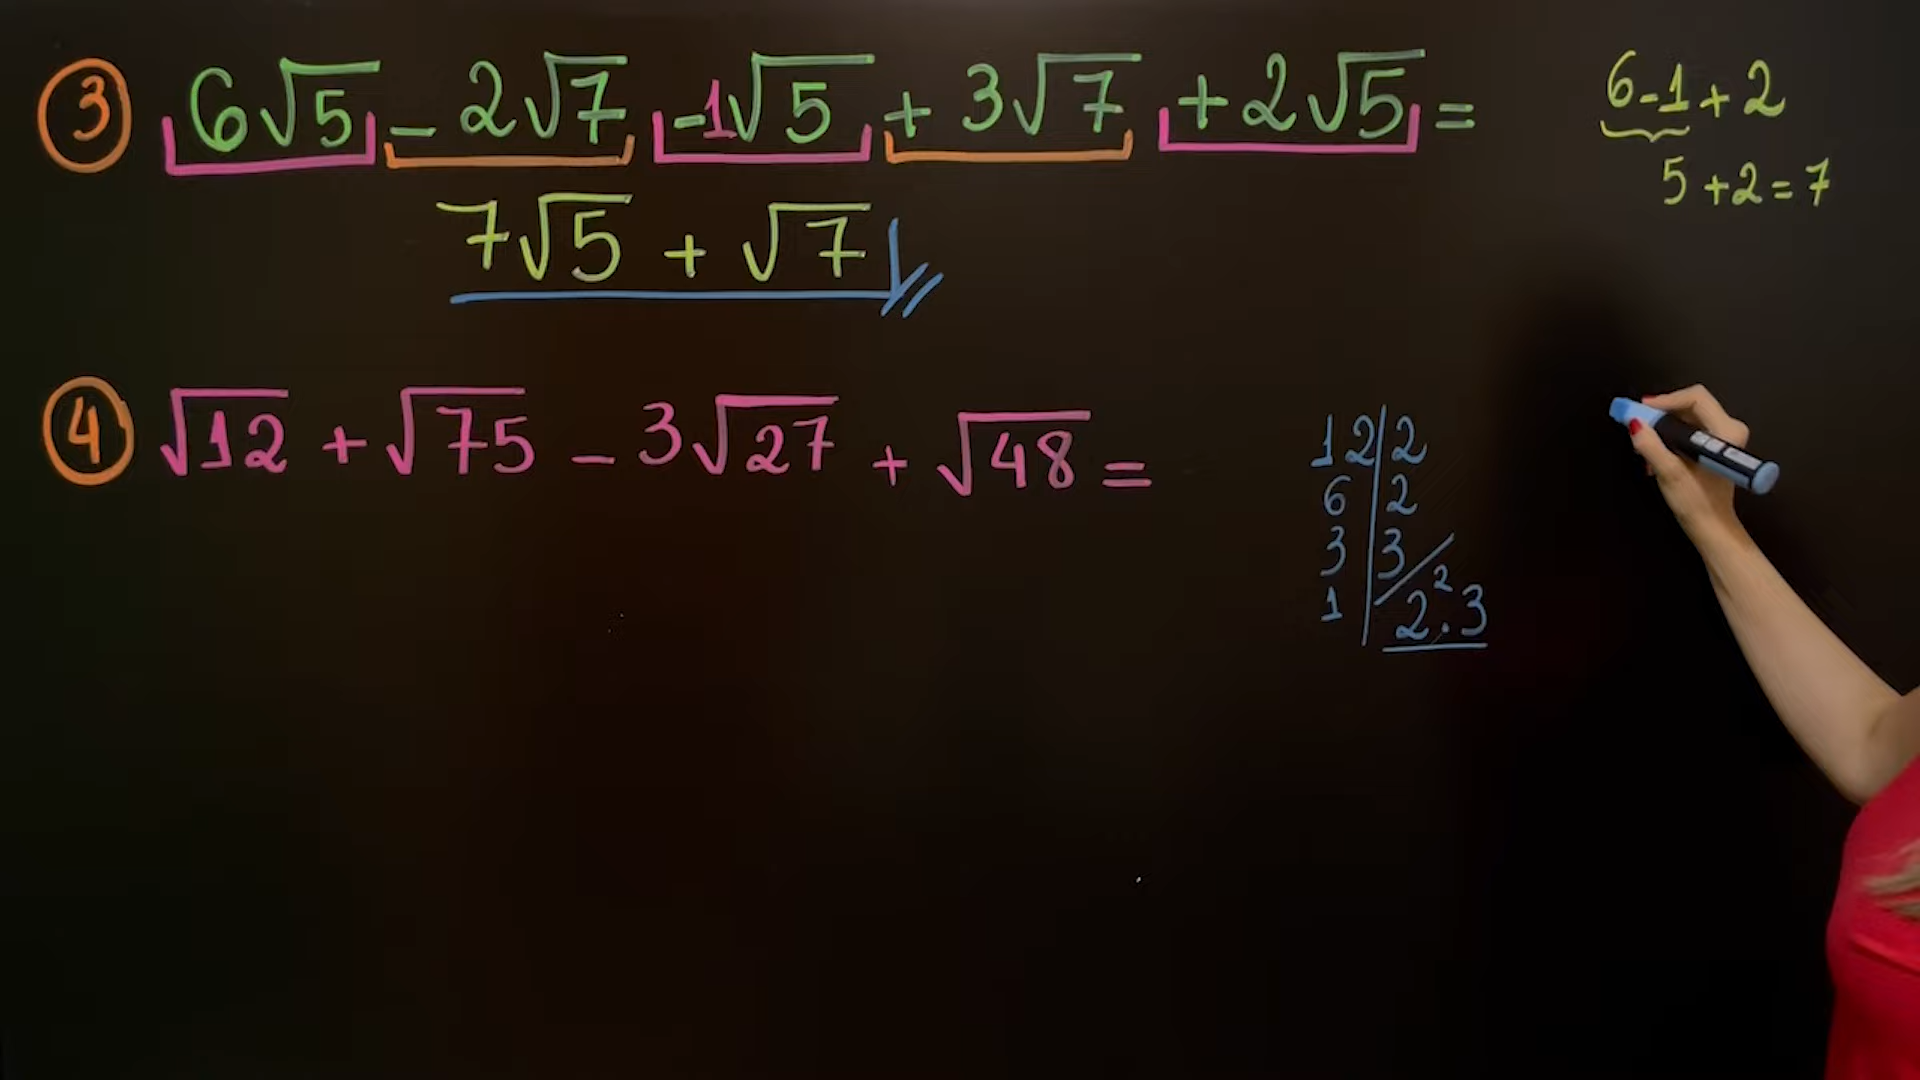 ③ 6√5 - 2√7 -1√5 + 3√7 + 2√5 =
7√5 + √7
6-1+2
5+2=7
④ √12 + √75 - 3√27 + √48 =
12|2
6|2
3|3
1|2².3